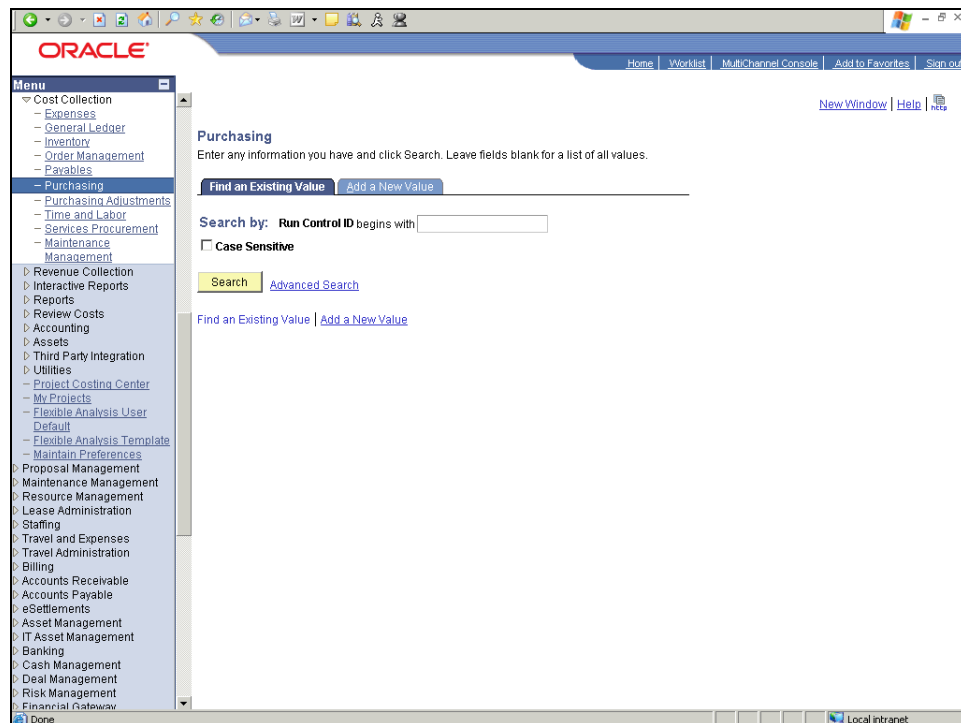 ORACLE'
Home | Worklist | MultiChannel Console | Add to Favorites | Sign out
Menu
Cost Collection
– Expenses
– General Ledger
– Inventory
– Order Management
– Payables
– Purchasing
– Purchasing Adjustments
– Time and Labor
– Services Procurement
– Maintenance
Management
Revenue Collection
Interactive Reports
Reports
Review Costs
Accounting
Assets
Third Party Integration
Utilities
– Project Costing Center
– My Projects
– Flexible Analysis User
Default
– Flexible Analysis Template
– Maintain Preferences
Proposal Management
Maintenance Management
Resource Management
Lease Administration
Staffing
Travel and Expenses
Travel Administration
Billing
Accounts Receivable
Accounts Payable
eSettlements
Asset Management
IT Asset Management
Banking
Cash Management
Deal Management
Risk Management
Financial Gateway
New Window | Help | http
Purchasing
Enter any information you have and click Search. Leave fields blank for a list of all values.
Find an Existing Value Add a New Value
Search by: Run Control ID begins with
Case Sensitive
Search Advanced Search
Find an Existing Value | Add a New Value
Done Local intranet